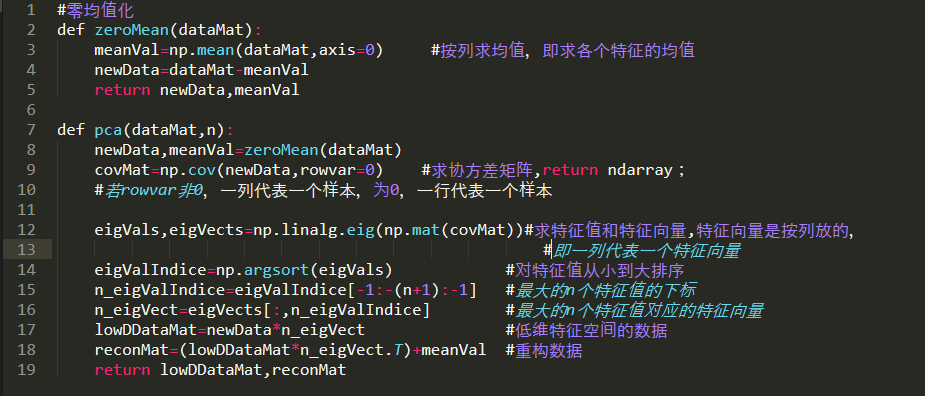 1 #零均值化
2 def zeroMean(dataMat):
3     meanVal=np.mean(dataMat,axis=0)     #按列求均值，即求各个特征的均值
4     newData=dataMat-meanVal
5     return newData,meanVal
6
7 def pca(dataMat,n):
8     newData,meanVal=zeroMean(dataMat)
9     covMat=np.cov(newData,rowvar=0)    #求协方差矩阵,return ndarray；
10     #若rowvar非0，一列代表一个样本，为0，一行代表一个样本
11
12     eigVals,eigVects=np.linalg.eig(np.mat(covMat))#求特征值和特征向量,特征向量是按列放的，
13                                                     #即一列代表一个特征向量
14     eigValIndice=np.argsort(eigVals)            #对特征值从小到大排序
15     n_eigValIndice=eigValIndice[-1:-(n+1):-1]   #最大的n个特征值的下标
16     n_eigVect=eigVects[:,n_eigValIndice]        #最大的n个特征值对应的特征向量
17     lowDDataMat=newData*n_eigVect               #低维特征空间的数据
18     reconMat=(lowDDataMat*n_eigVect.T)+meanVal  #重构数据
19     return lowDDataMat,reconMat